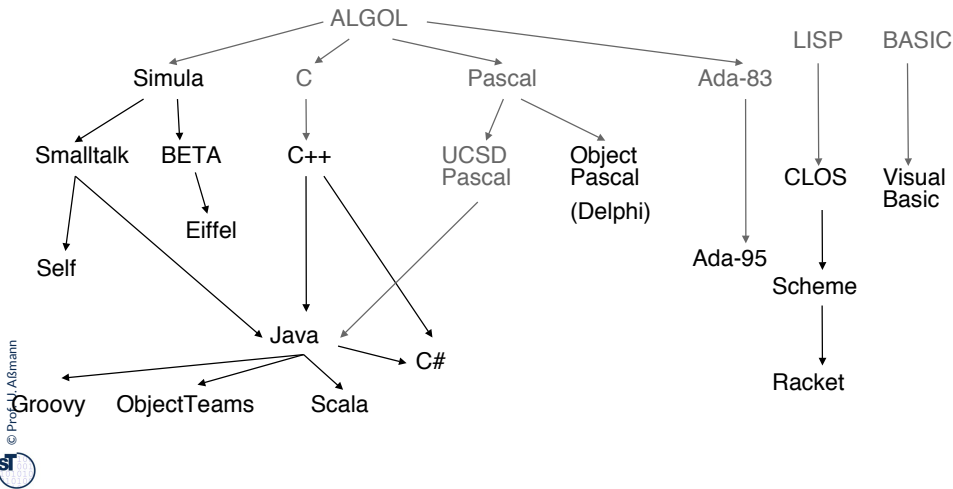 ALGOL
LISP BASIC
Simula C Pascal Ada-83
Smalltalk BETA C++ UCSD
Pascal Object
Pascal
(Delphi)
CLOS Visual
Basic
Eiffel
Self
Ada-95
Scheme
Java
C#
Racket
Groovy ObjectTeams Scala
© Prof. U. Aßmann
ST